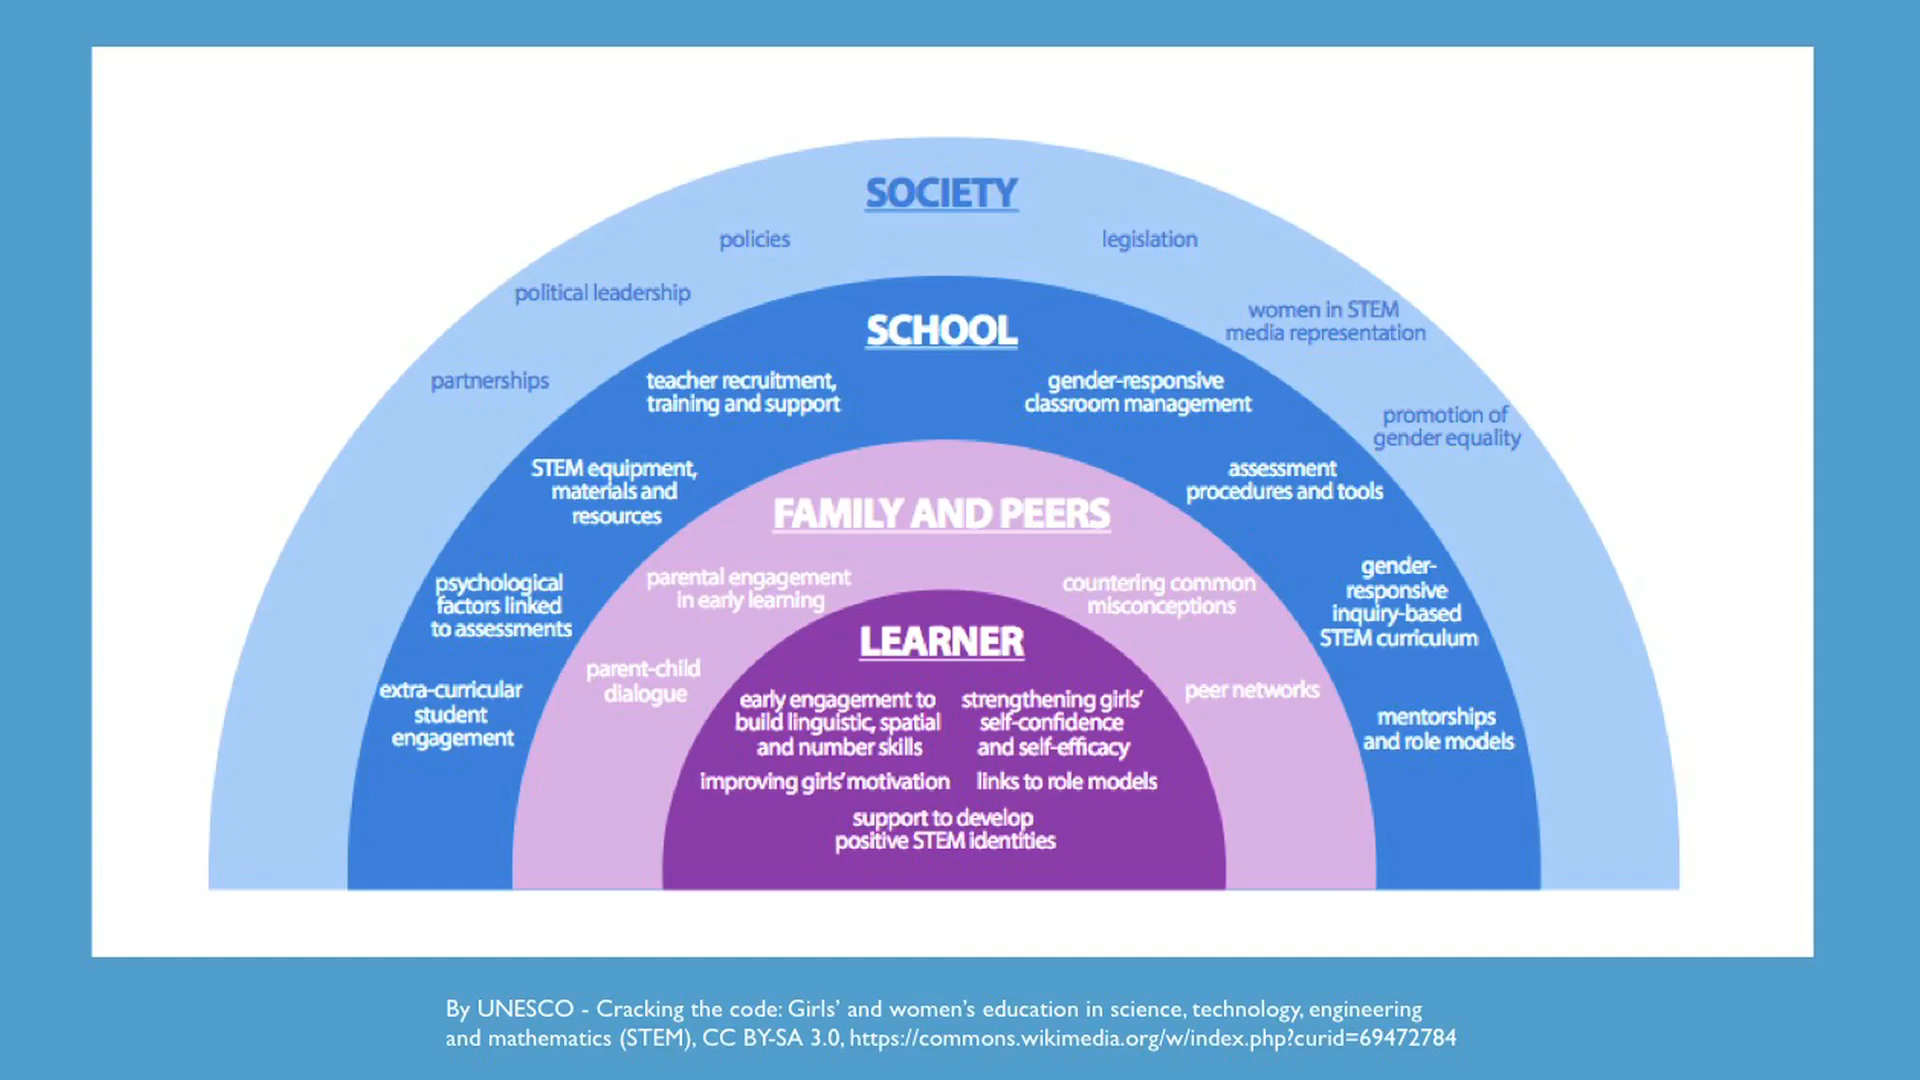 SOCIETY
policies
legislation
political leadership
women in STEM
media representation
partnerships
promotion of
gender equality
SCHOOL
teacher recruitment,
training and support
gender-responsive
classroom management
STEM equipment,
materials and
resources
assessment
procedures and tools
psychological
factors linked
to assessments
gender-
responsive
inquiry-based
STEM curriculum
extra-curricular
student
engagement
mentorships
and role models
FAMILY AND PEERS
parental engagement
in early learning
countering common
misconceptions
parent-child
dialogue
peer networks
LEARNER
early engagement to
build linguistic, spatial
and number skills
strengthening girls'
self-confidence
and self-efficacy
improving girls' motivation
links to role models
support to develop
positive STEM identities
By UNESCO - Cracking the code: Girls' and women's education in science, technology, engineering
and mathematics (STEM), CC BY-SA 3.0, https://commons.wikimedia.org/w/index.php?curid=69472784